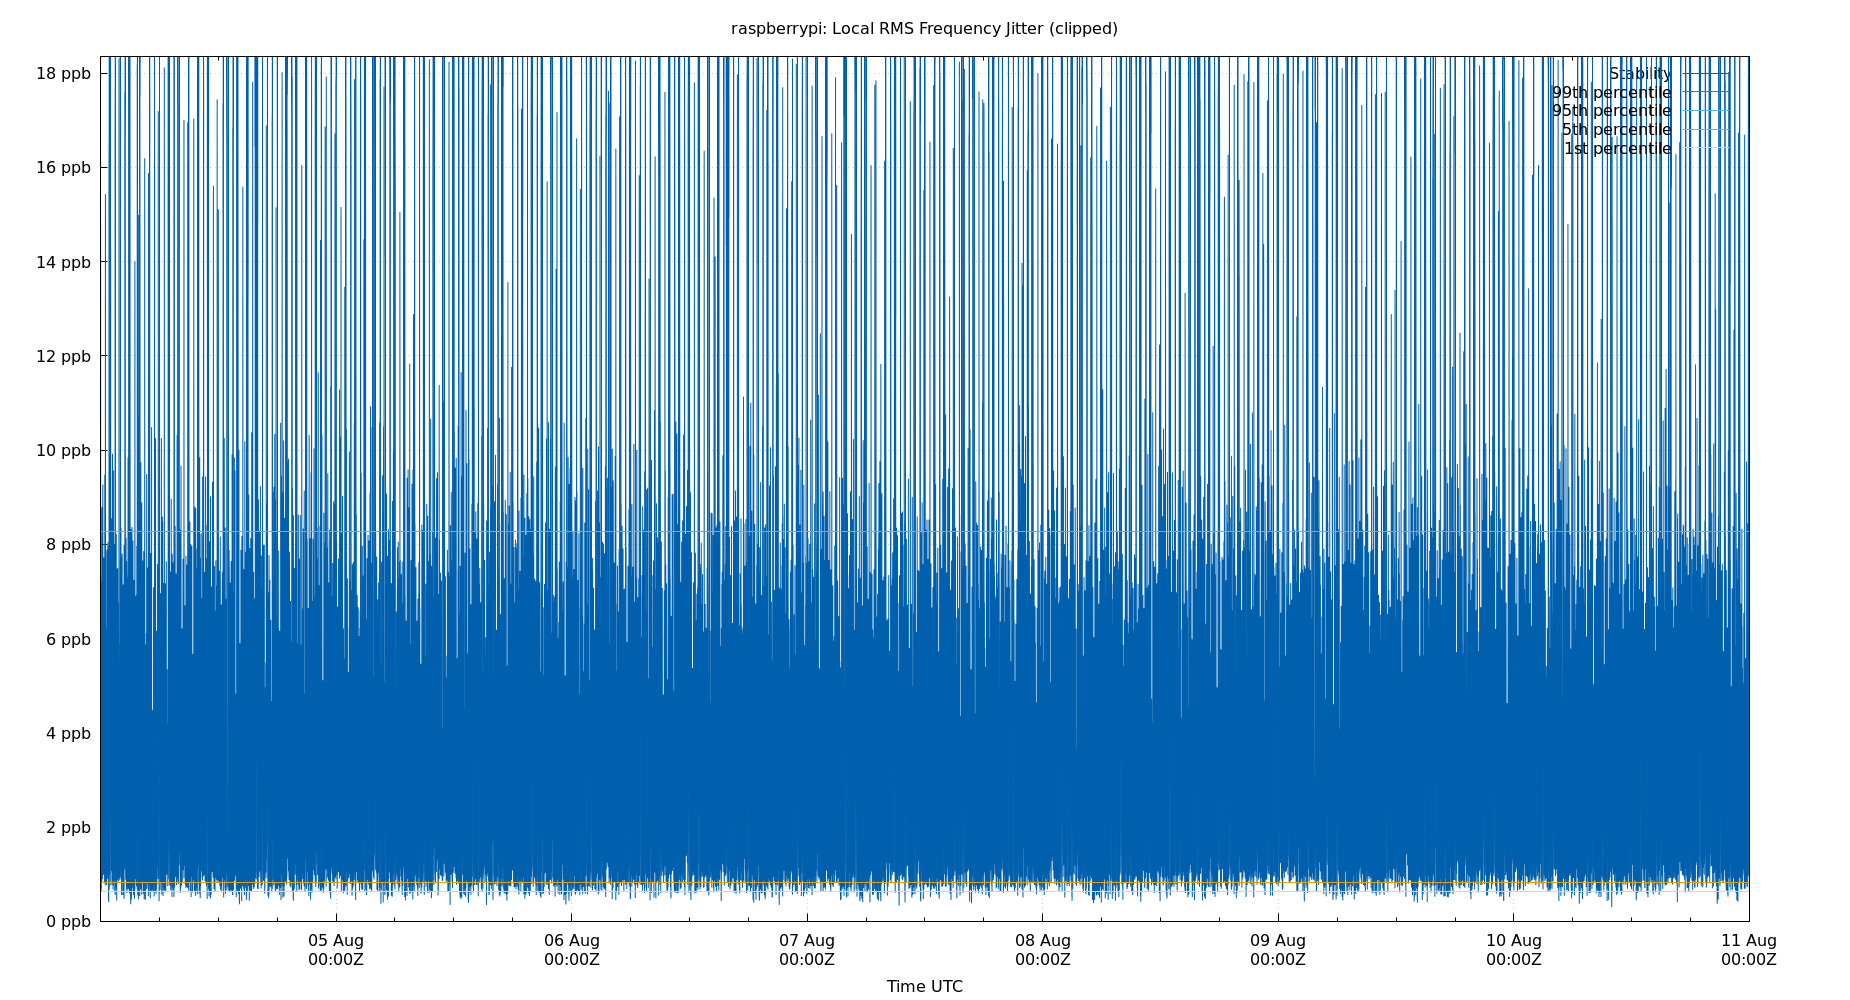 raspberrypi: Local RMS Frequency Jitter (clipped)
18 ppb
16 ppb
14 ppb
12 ppb
10 ppb
8 ppb
6 ppb
4 ppb
2 ppb
0 ppb
Stability
99th percentile
95th percentile
5th percentile
1st percentile
05 Aug
00:00Z
06 Aug
00:00Z
07 Aug
00:00Z
08 Aug
00:00Z
09 Aug
00:00Z
10 Aug
00:00Z
11 Aug
00:00Z
Time UTC